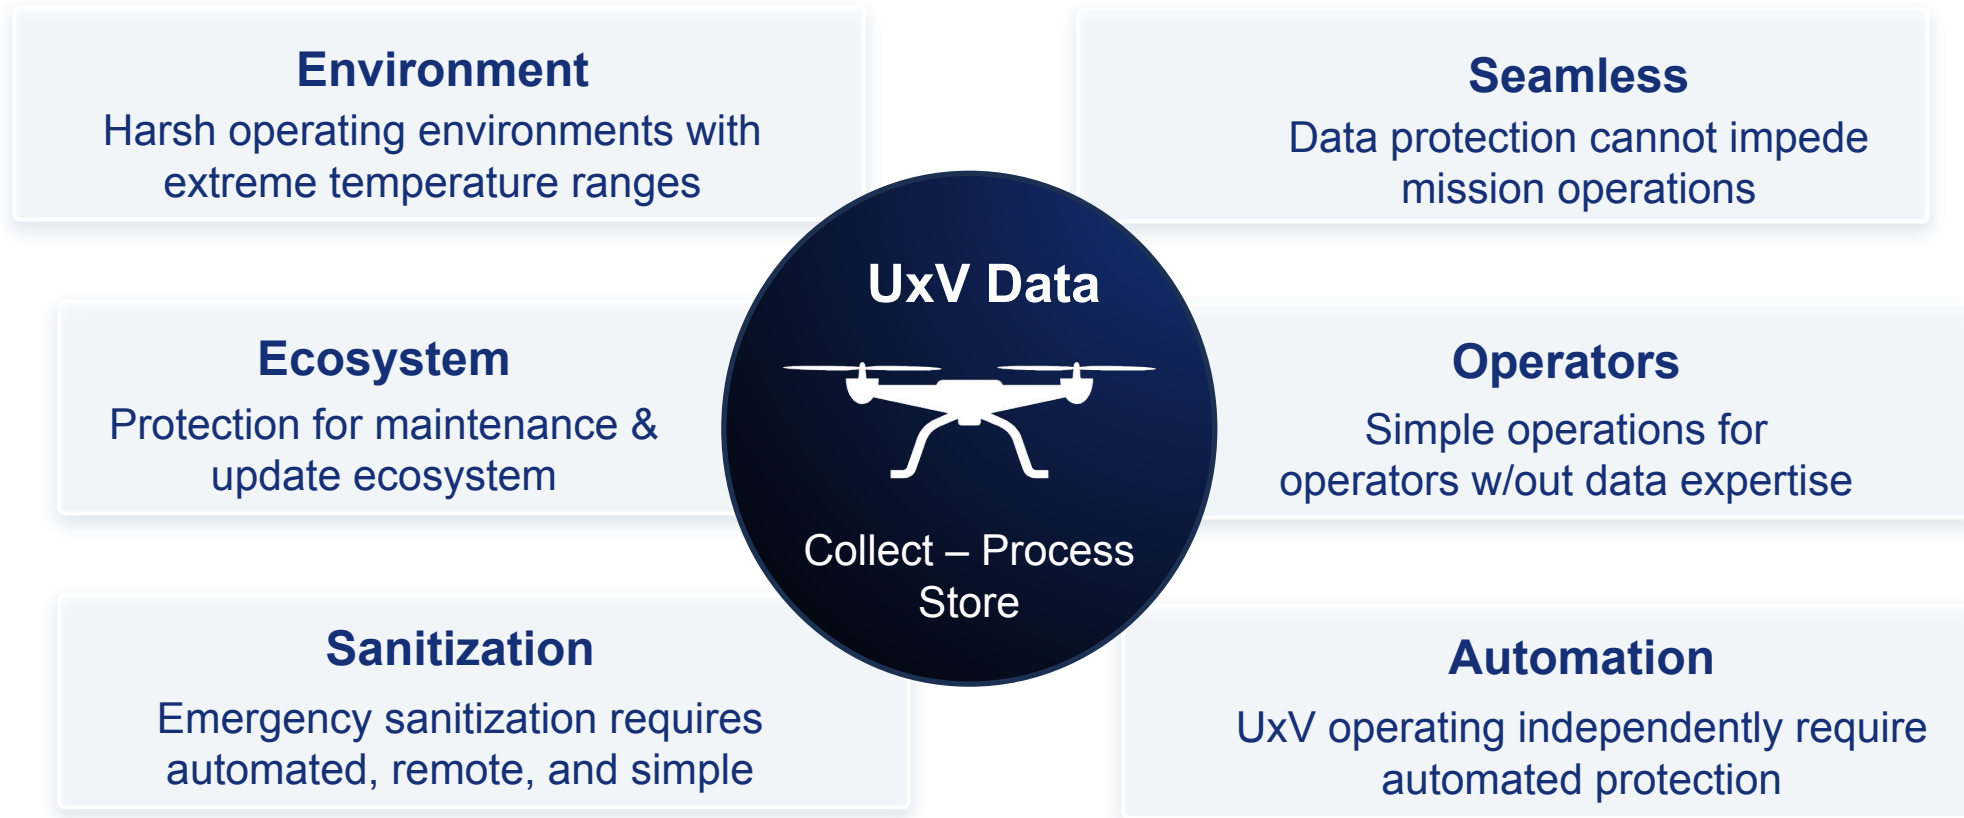 Environment
Harsh operating environments with
extreme temperature ranges
Seamless
Data protection cannot impede
mission operations
UxV Data
Collect – Process
Store
Ecosystem
Protection for maintenance &
update ecosystem
Operators
Simple operations for
operators w/out data expertise
Sanitization
Emergency sanitization requires
automated, remote, and simple
Automation
UxV operating independently require
automated protection